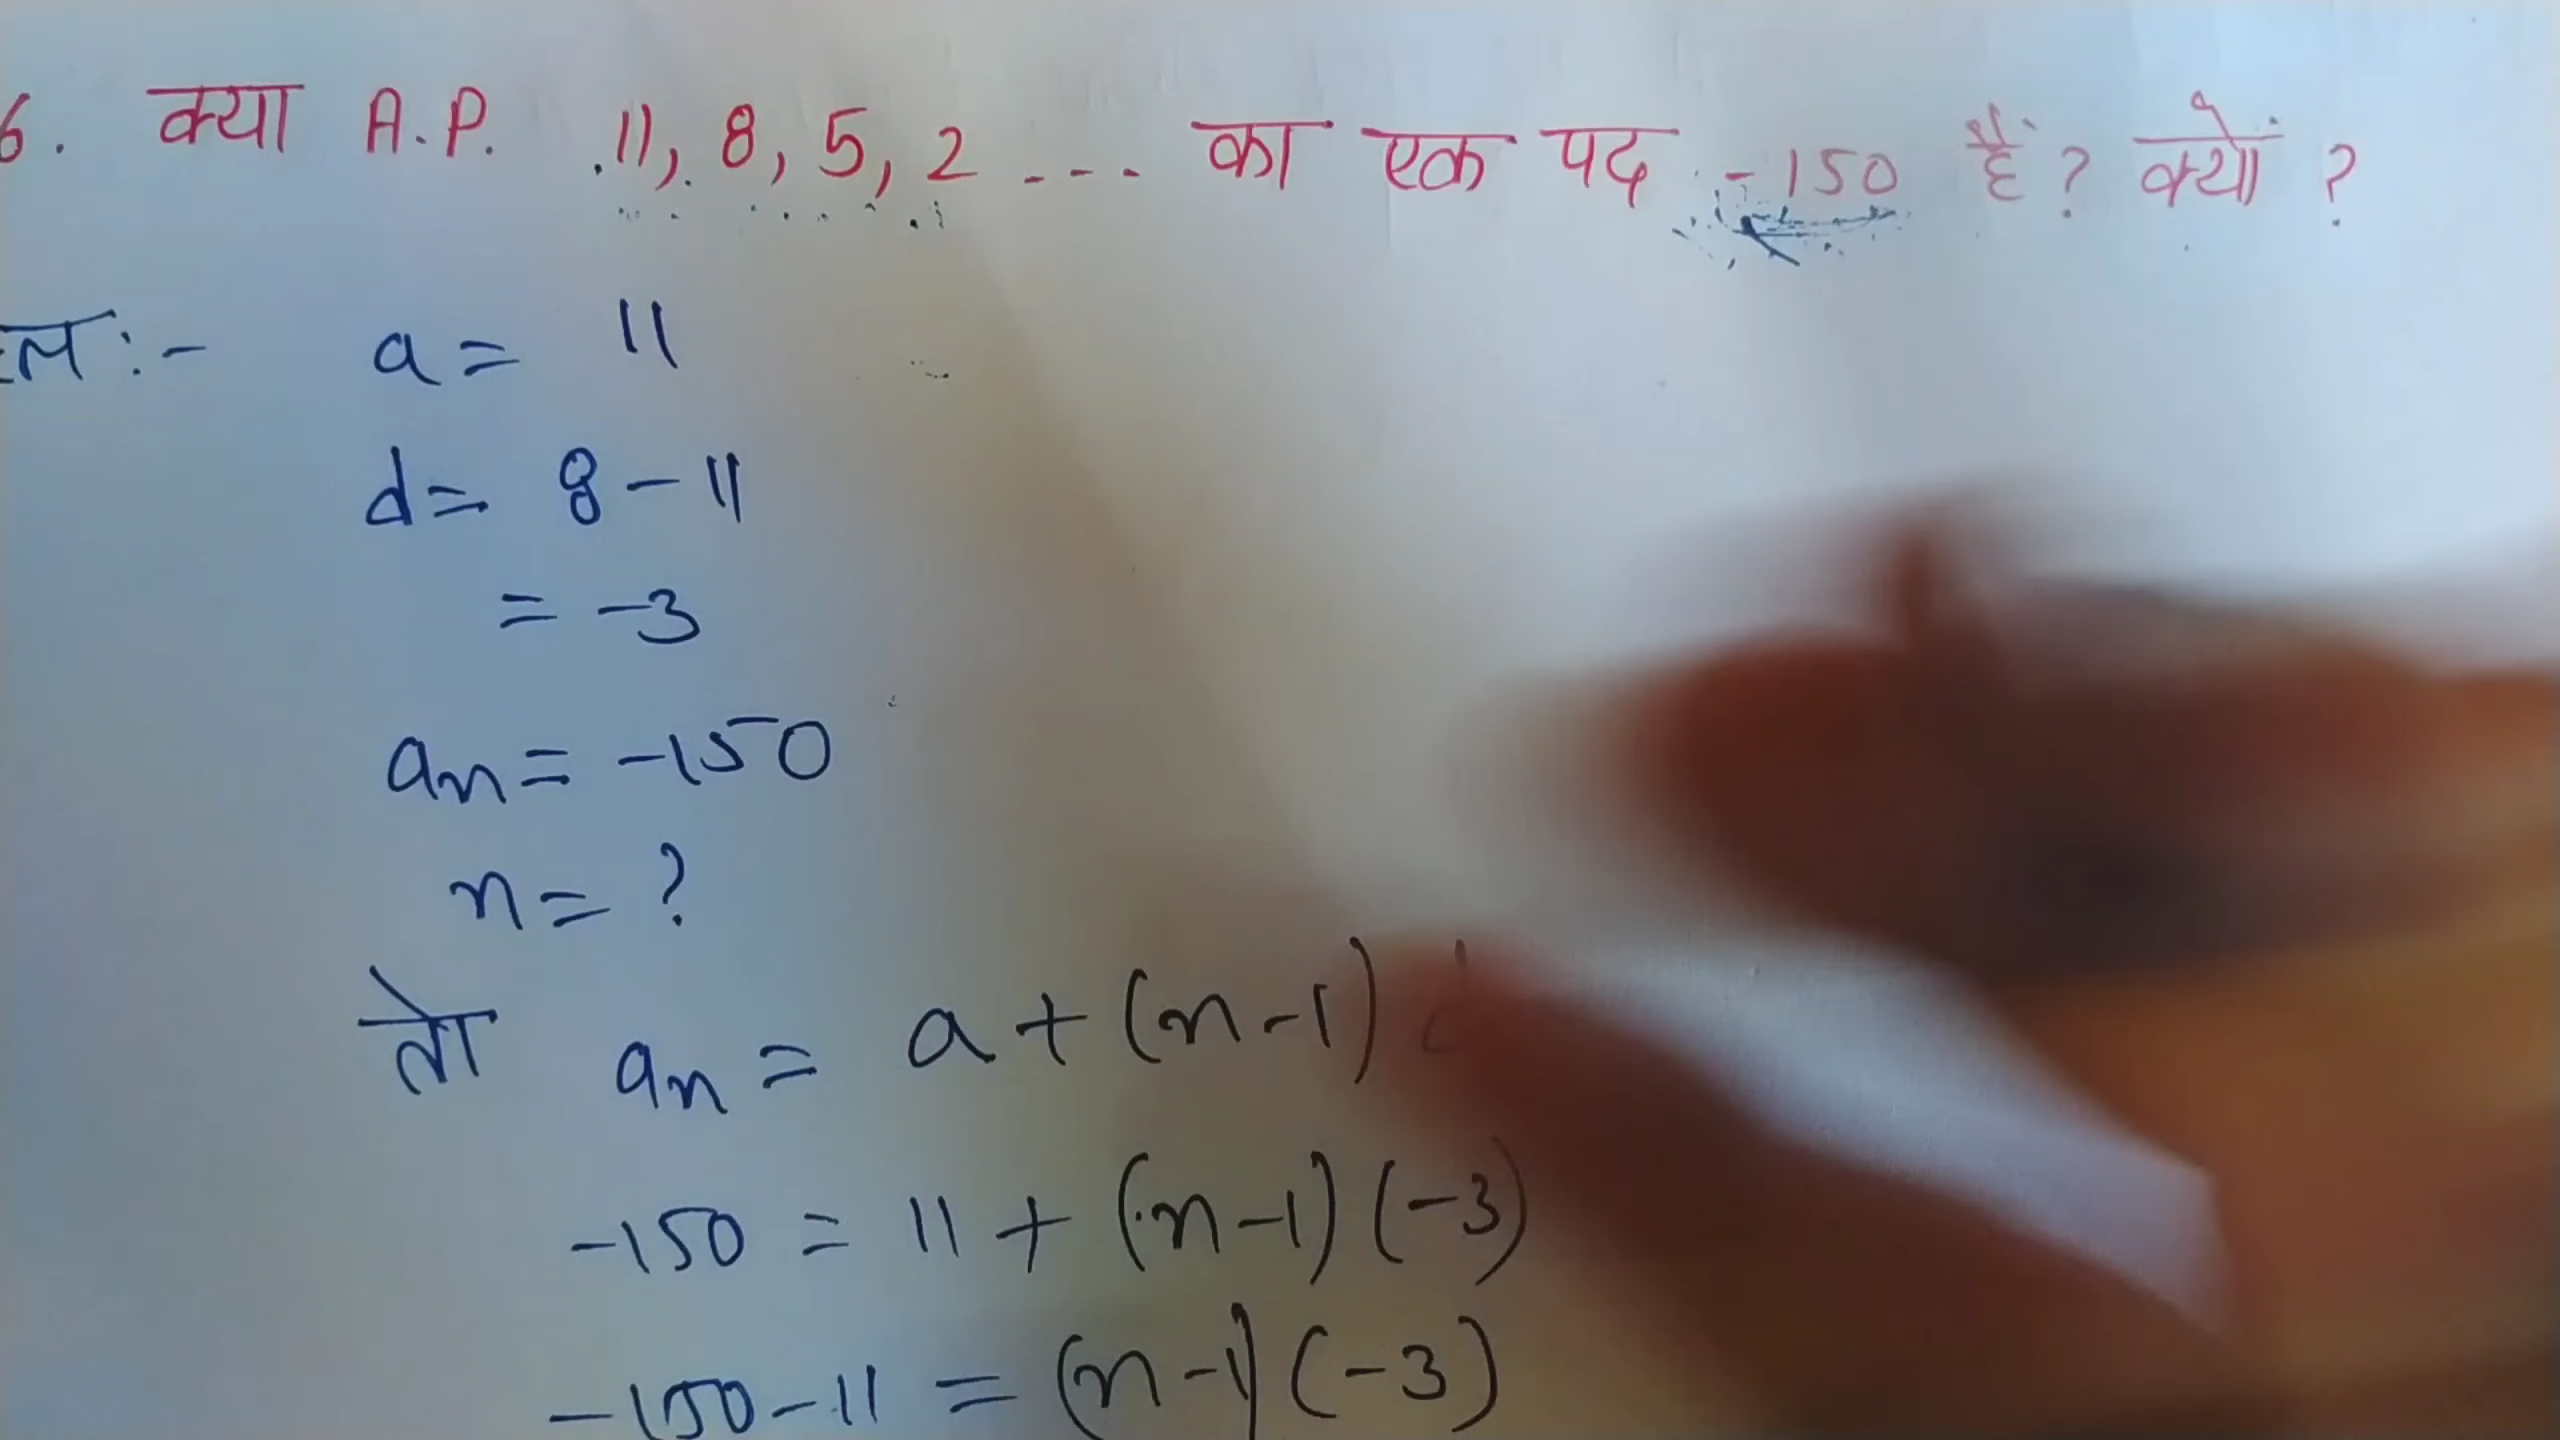 6. क्या A.P. 11, 8, 5, 2 --- का एक पद -150 है? क्यों ?
हल :- a = 11
d = 8 - 11
= -3
an = -150
n = ?
तो an = a + (n-1) d
-150 = 11 + (n-1) (-3)
-150 - 11 = (n-1) (-3)